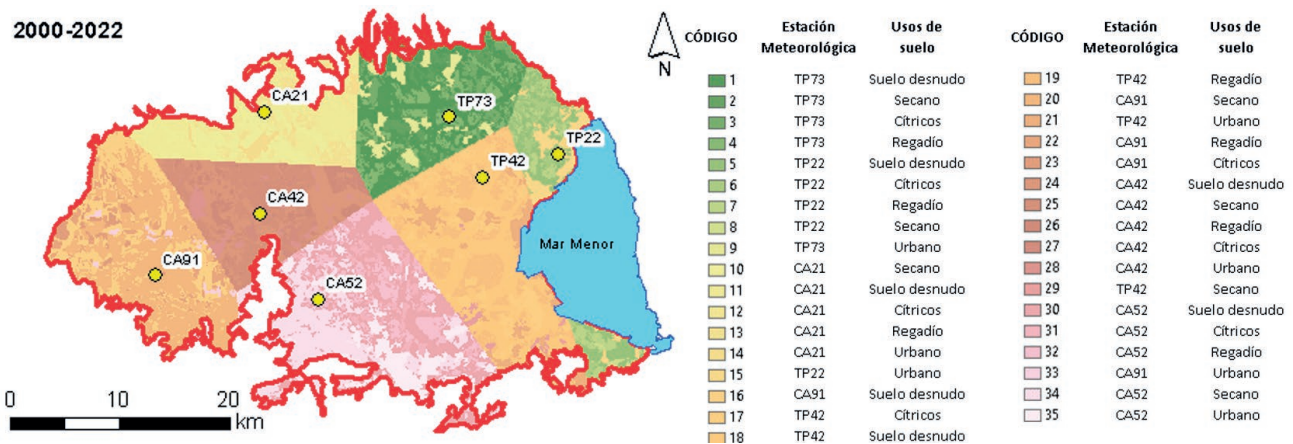 2000-2022
CA21
TP73
TP22
TP42
CA42
Mar Menor
CA91
CA52
0 10 20
km
N
CÓDIGO Estación Meteorológica Usos de suelo
1 TP73 Suelo desnudo
2 TP73 Secano
3 TP73 Cítricos
4 TP73 Regadío
5 TP22 Suelo desnudo
6 TP22 Cítricos
7 TP22 Regadío
8 TP22 Secano
9 TP73 Urbano
10 CA21 Secano
11 CA21 Suelo desnudo
12 CA21 Cítricos
13 CA21 Regadío
14 CA21 Urbano
15 TP22 Urbano
16 CA91 Suelo desnudo
17 TP42 Cítricos
18 TP42 Suelo desnudo
CÓDIGO Estación Meteorológica Usos de suelo
19 TP42 Regadío
20 CA91 Secano
21 TP42 Urbano
22 CA91 Regadío
23 CA91 Cítricos
24 CA42 Suelo desnudo
25 CA42 Secano
26 CA42 Regadío
27 CA42 Cítricos
28 CA42 Urbano
29 TP42 Secano
30 CA52 Suelo desnudo
31 CA52 Cítricos
32 CA52 Regadío
33 CA91 Urbano
34 CA52 Secano
35 CA52 Urbano